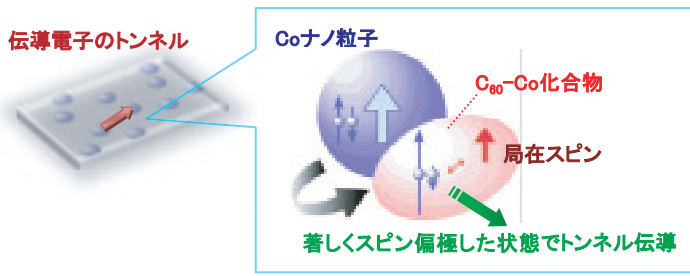 伝導電子のトンネル
Coナノ粒子
C₆₀-Co化合物
局在スピン
著しくスピン偏極した状態でトンネル伝導